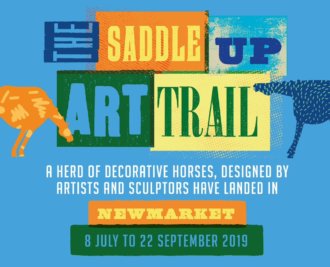 THE SADDLE UP
ART TRAIL
A HERD OF DECORATIVE HORSES, DESIGNED BY
ARTISTS AND SCULPTORS HAVE LANDED IN
NEWMARKET
8 JULY TO 22 SEPTEMBER 2019